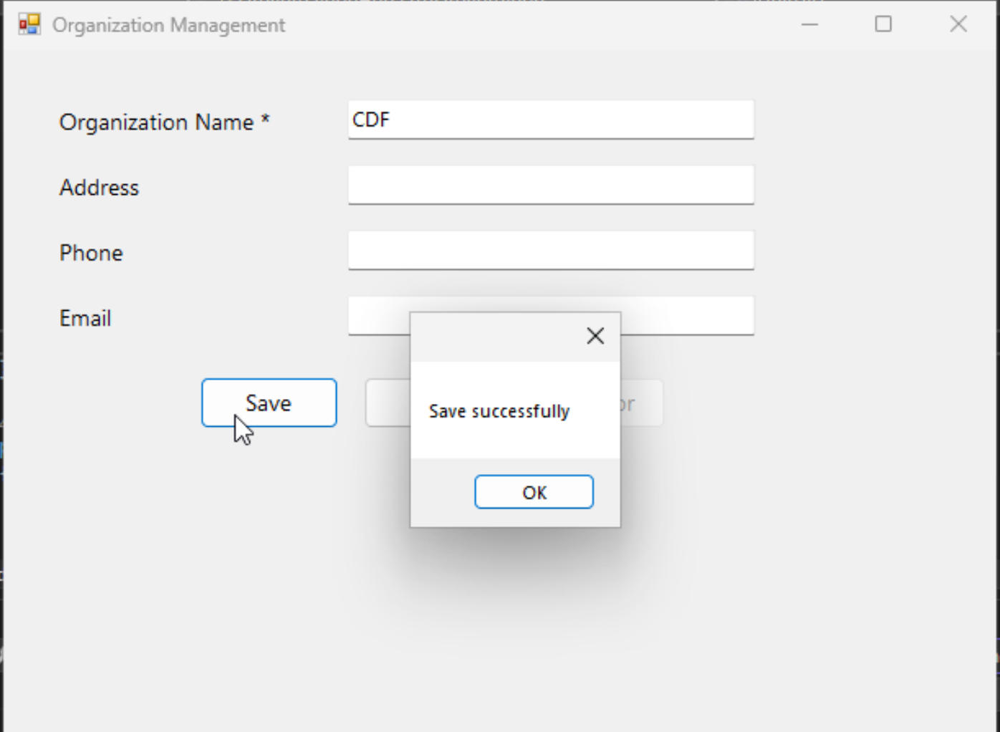 Organization Management
Organization Name *
CDF
Address
Phone
Email
Save
Save successfully
OK